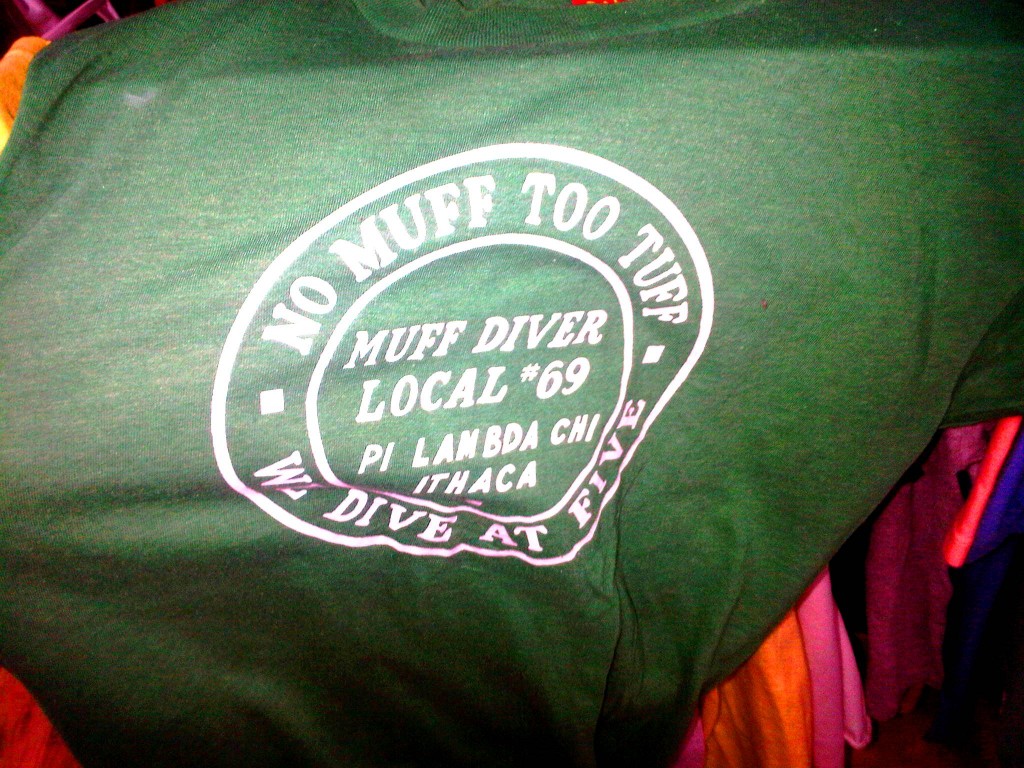 NO MUFF TOO TUFF
MUFF DIVER
LOCAL #69
PI LAMBDA CHI
ITHACA
WE DIVE AT FIVE